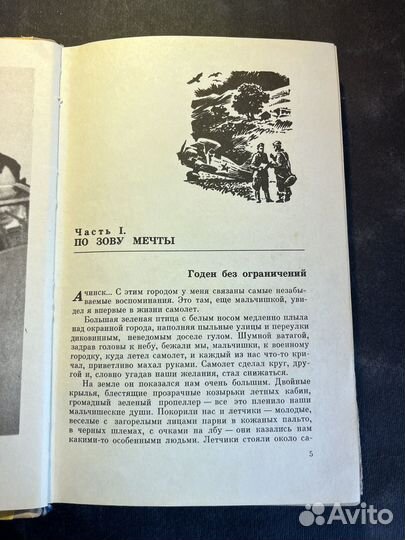 Часть I.
ПО ЗОВУ МЕЧТЫ
Годен без ограничений
Ачинск... С этим городом у меня связаны самые незабы-
ваемые воспоминания. Это там, еще мальчишкой, уви-
дел я впервые в жизни самолет.
Большая зеленая птица с белым носом медленно плыла
над окраиной города, наполняя пыльные улицы и переулки
диковинным, неведомым доселе гулом. Шумной ватагой,
задрав головы к небу, бежали мы, мальчишки, к военному
городку, куда летел самолет, и каждый из нас что-то кри-
чал, приветливо махал руками. Самолет сделал круг, дру-
гой и, словно угадав наши желания, стал снижаться.
На земле он показался нам очень большим. Двойные
крылья, блестящие прозрачные козырьки летных кабин,
громадный зеленый пропеллер — все это пленило наши
мальчишеские души. Покорили нас и летчики — молодые,
веселые с загорелыми лицами парни в кожаных пальто,
в черных шлемах, с очками на лбу — они казались нам
какими-то особенными людьми. Летчики стояли около са-
5
Avito